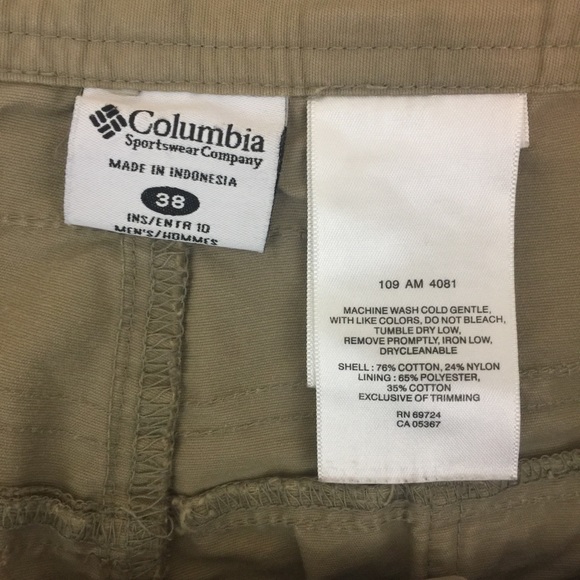 Columbia
Sportswear Company
MADE IN INDONESIA
38
INS/ENTR 10
MEN'S/HOMMES
109 AM 4081
MACHINE WASH COLD GENTLE,
WITH LIKE COLORS, DO NOT BLEACH,
TUMBLE DRY LOW,
REMOVE PROMPTLY, IRON LOW,
DRYCLEANABLE
SHELL : 76% COTTON, 24% NYLON
LINING : 65% POLYESTER,
35% COTTON
EXCLUSIVE OF TRIMMING
RN 69724
CA 05367